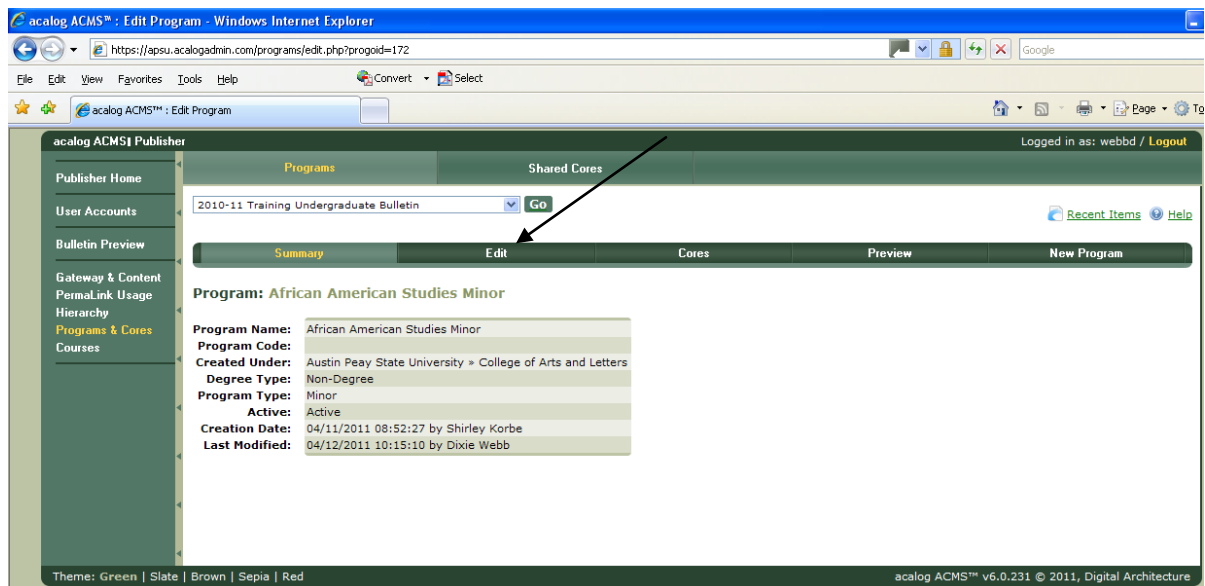 acalog ACMS™ : Edit Program - Windows Internet Explorer
https://apsu.acalogadmin.com/programs/edit.php?progoid=172
Google
File Edit View Favorites Tools Help
Convert Select
acalog ACMS™ : Edit Program
Page
acalog ACMS| Publisher
Logged in as: webbd / Logout
Publisher Home
User Accounts
Bulletin Preview
Gateway & Content
PermaLink Usage
Hierarchy
Programs & Cores
Courses
Programs
Shared Cores
2010-11 Training Undergraduate Bulletin
Go
Recent Items
Help
Summary
Edit
Cores
Preview
New Program
Program: African American Studies Minor
Program Name: African American Studies Minor
Program Code:
Created Under: Austin Peay State University » College of Arts and Letters
Degree Type: Non-Degree
Program Type: Minor
Active: Active
Creation Date: 04/11/2011 08:52:27 by Shirley Korbe
Last Modified: 04/12/2011 10:15:10 by Dixie Webb
Theme: Green | Slate | Brown | Sepia | Red
acalog ACMS™ v6.0.231 © 2011, Digital Architecture